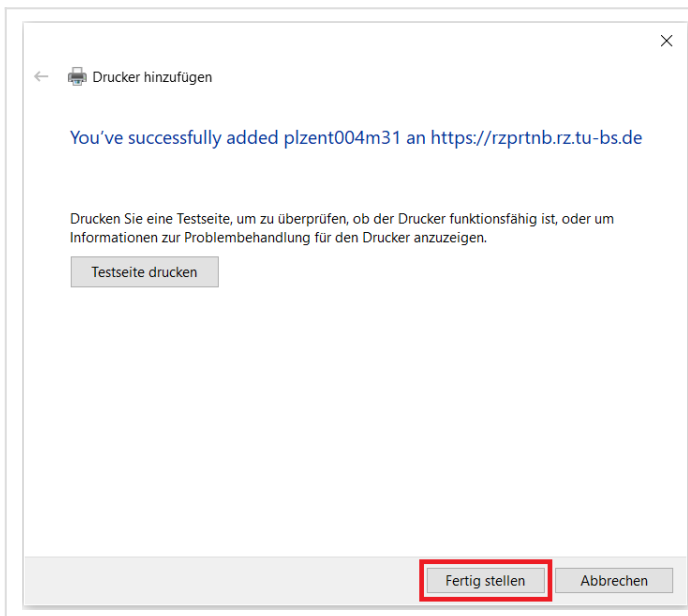 Drucker hinzufügen
You've successfully added plzent004m31 an https://rzprtnb.rz.tu-bs.de
Drucken Sie eine Testseite, um zu überprüfen, ob der Drucker funktionsfähig ist, oder um
Informationen zur Problembehandlung für den Drucker anzuzeigen.
Testseite drucken
Fertig stellen
Abbrechen